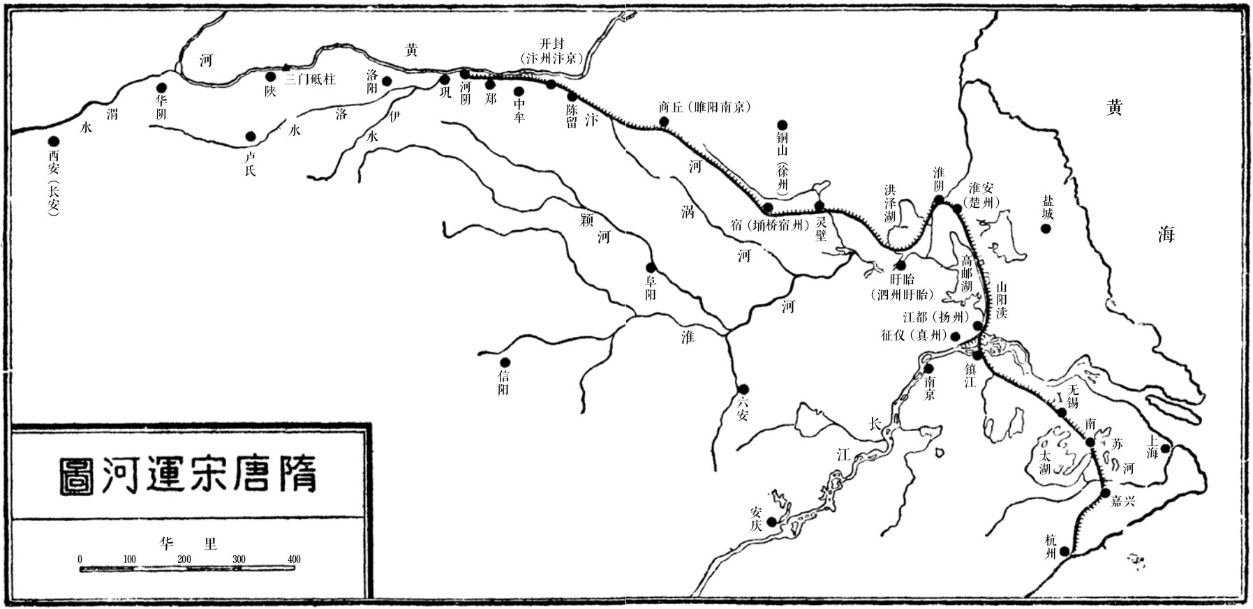 隋唐宋運河圖
华里
0 100 200 300 400
黄
河
三门砥柱
陕
华阴
渭
水
西安(长安)
卢氏
洛
水
洛阳
伊
水
巩
河阴
郑
中牟
开封
(汴州汴京)
陈留
汴
河
商丘(睢阳南京)
铜山(徐州)
宿(埇桥宿州)
灵壁
涡
河
颍
河
阜阳
淮
河
信阳
六安
洪泽湖
盱眙
(泗州盱眙)
淮阴
淮安
(楚州)
高邮湖
山阳渎
盐城
黄
海
江都(扬州)
征仪(真州)
镇江
南京
长
江
安庆
无锡
南
苏
河
太湖
上海
嘉兴
杭州